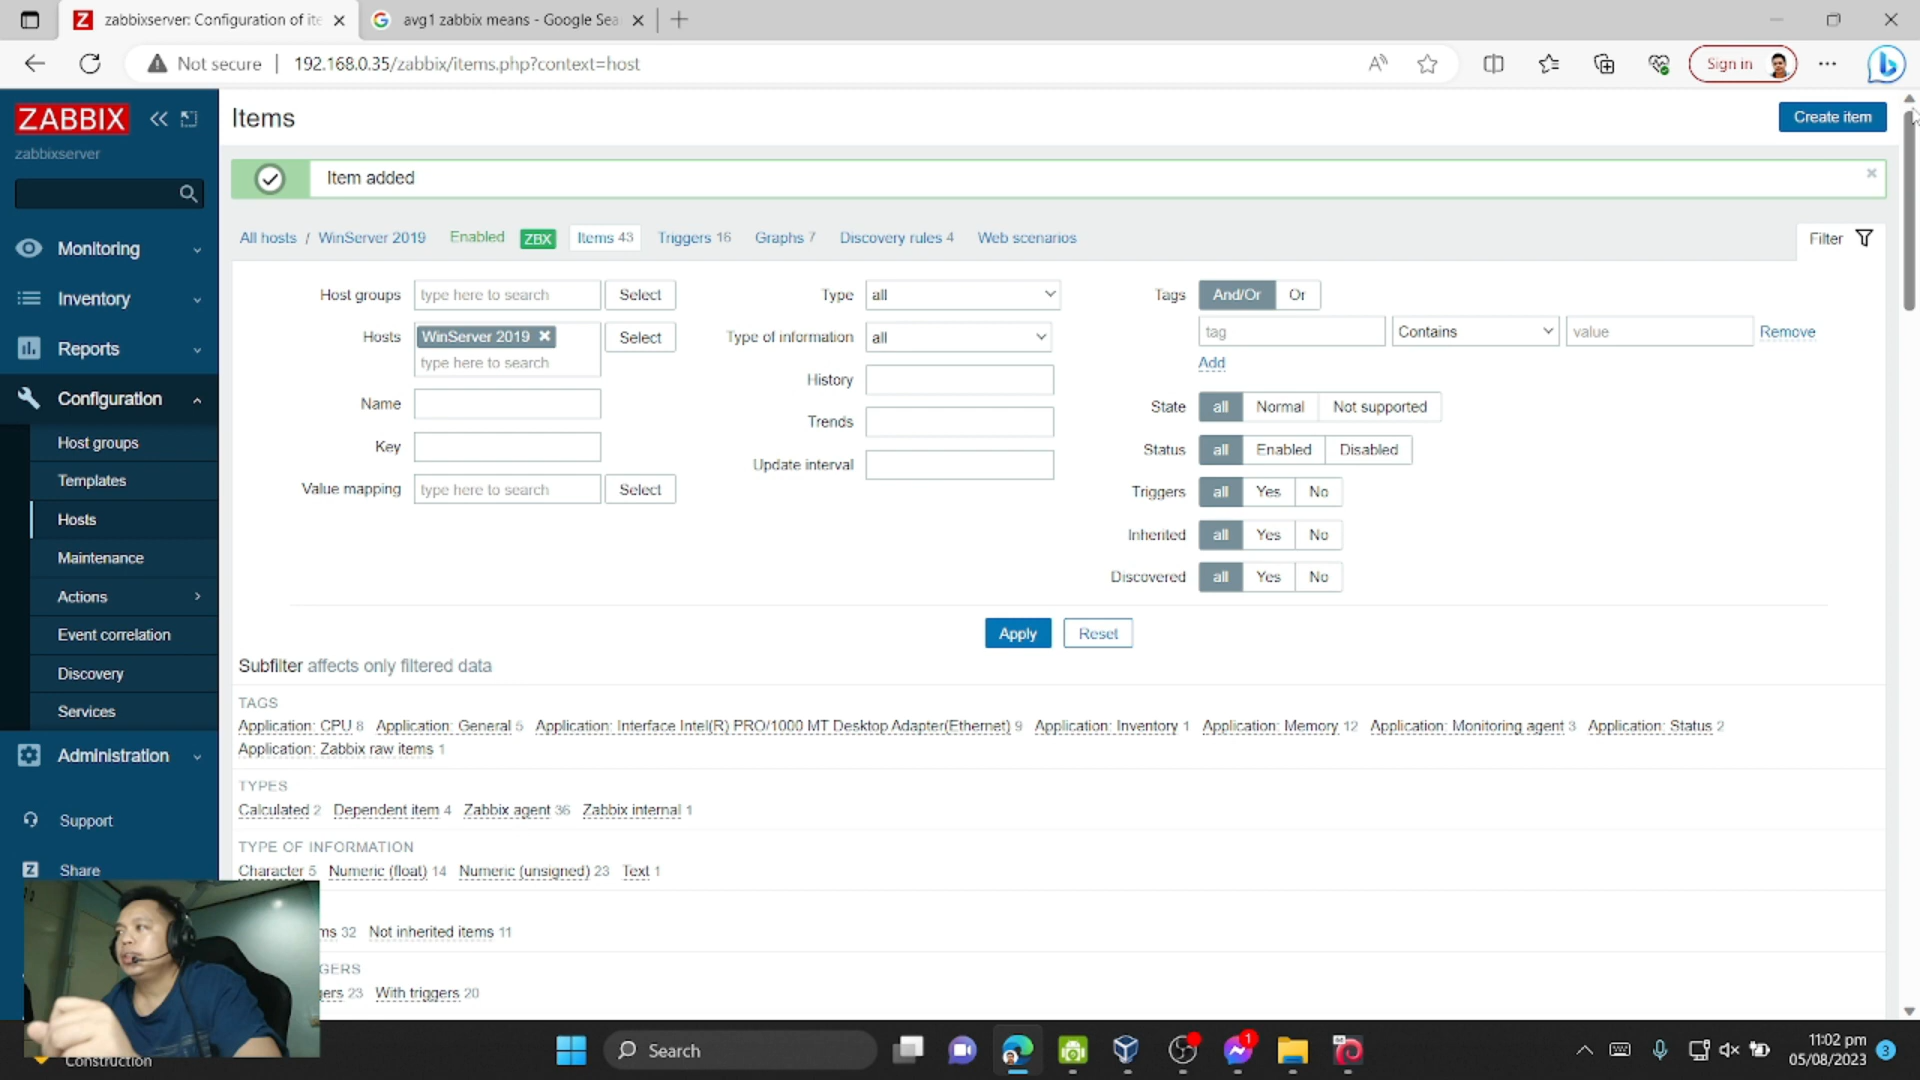 zabbixserver: Configuration of ite
avg1 zabbix means - Google Sea
Not secure
192.168.0.35/zabbix/items.php?context=host
Sign in
ZABBIX
zabbixserver
Monitoring
Inventory
Reports
Configuration
Host groups
Templates
Hosts
Maintenance
Actions
Event correlation
Discovery
Services
Administration
Support
Share
Items
Create item
Item added
All hosts / WinServer 2019 Enabled ZBX Items 43 Triggers 16 Graphs 7 Discovery rules 4 Web scenarios
Filter
Host groups type here to search Select
Hosts WinServer 2019 Select
type here to search
Name
Key
Value mapping type here to search Select
Type all
Type of information all
History
Trends
Update interval
Tags And/Or Or
tag Contains value Remove
Add
State all Normal Not supported
Status all Enabled Disabled
Triggers all Yes No
Inherited all Yes No
Discovered all Yes No
Apply Reset
Subfilter affects only filtered data
TAGS
Application: CPU 8 Application: General 5 Application: Interface Intel(R) PRO/1000 MT Desktop Adapter(Ethernet) 9 Application: Inventory 1 Application: Memory 12 Application: Monitoring agent 3 Application: Status 2
Application: Zabbix raw items 1
TYPES
Calculated 2 Dependent item 4 Zabbix agent 36 Zabbix internal 1
TYPE OF INFORMATION
Character 5 Numeric (float) 14 Numeric (unsigned) 23 Text 1
ms 32 Not inherited items 11
GERS
ers 23 With triggers 20
Construction
Search
1
11:02 pm
05/08/2023
3